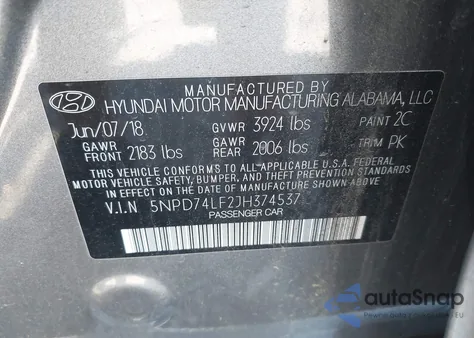 MANUFACTURED BY
HYUNDAI MOTOR MANUFACTURING ALABAMA, LLC
Jun/07/18 GVWR 3924 lbs PAINT 2C
GAWR FRONT 2183 lbs GAWR REAR 2006 lbs TRIM PK
THIS VEHICLE CONFORMS TO ALL APPLICABLE U.S.A. FEDERAL
MOTOR VEHICLE SAFETY, BUMPER, AND THEFT PREVENTION STANDARDS
IN EFFECT ON THE DATE OF MANUFACTURE SHOWN ABOVE.
V.I.N 5NPD74LF2JH374537
PASSENGER CAR
autoSnap